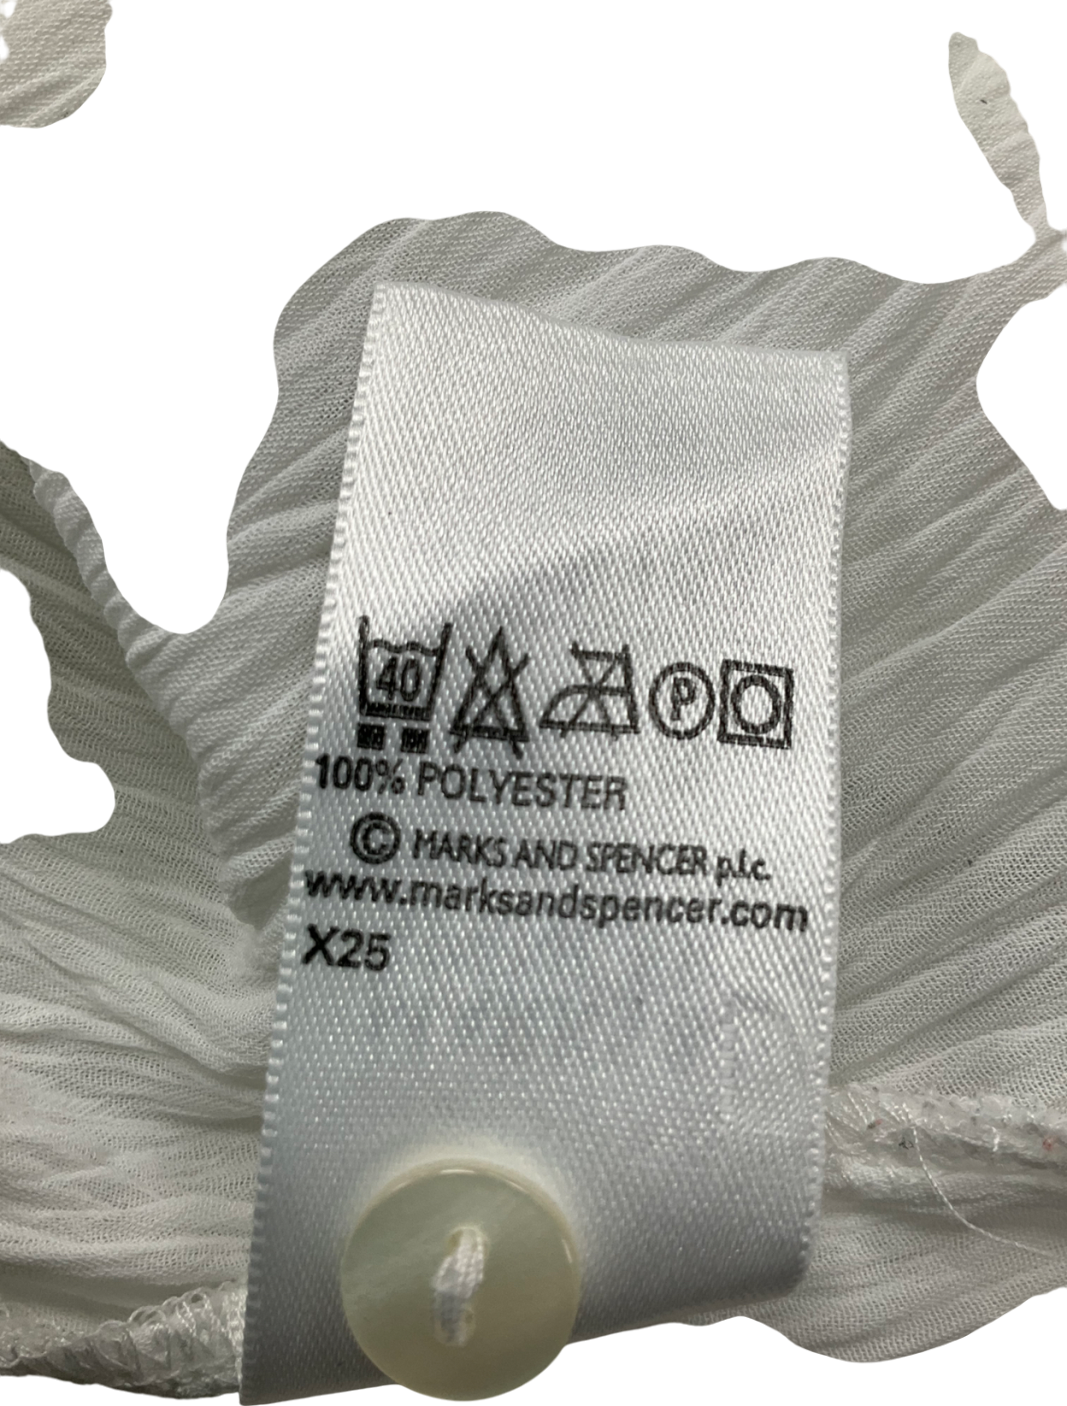 40
P
100% POLYESTER
© MARKS AND SPENCER p.l.c.
www.marksandspencer.com
X25